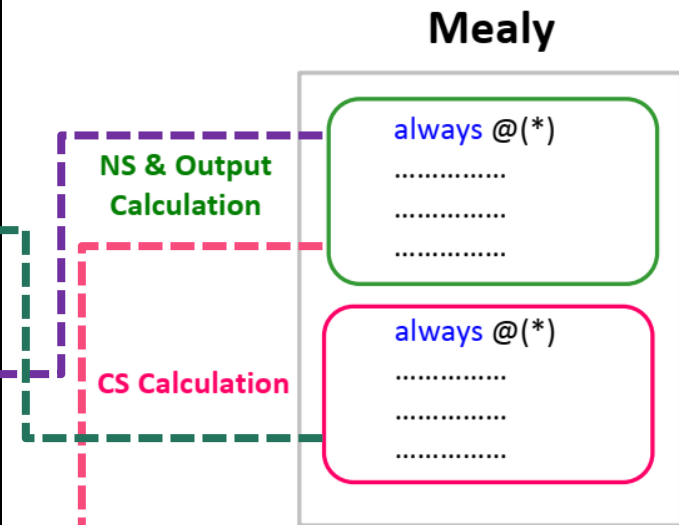 Mealy
NS & Output
Calculation
always @(*)
……………
……………
……………
CS Calculation
always @(*)
……………
……………
……………